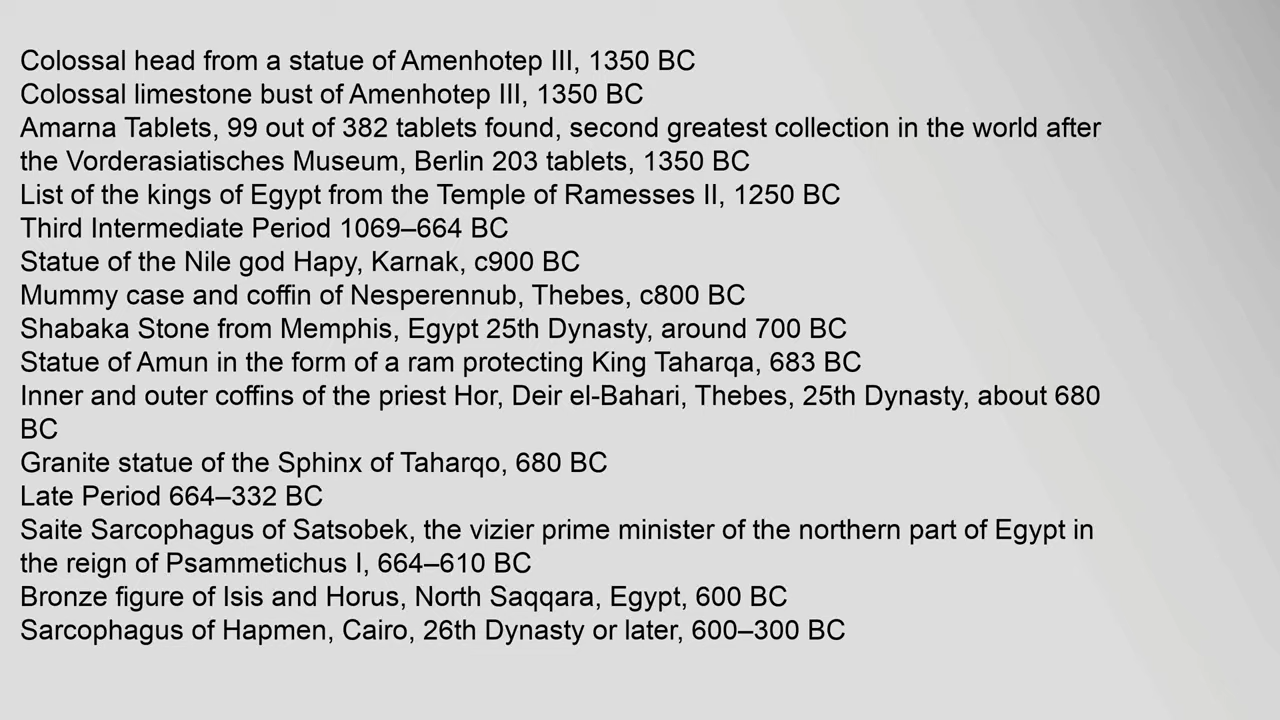 Colossal head from a statue of Amenhotep III, 1350 BC
Colossal limestone bust of Amenhotep III, 1350 BC
Amarna Tablets, 99 out of 382 tablets found, second greatest collection in the world after
the Vorderasiatisches Museum, Berlin 203 tablets, 1350 BC
List of the kings of Egypt from the Temple of Ramesses II, 1250 BC
Third Intermediate Period 1069–664 BC
Statue of the Nile god Hapy, Karnak, c900 BC
Mummy case and coffin of Nesperennub, Thebes, c800 BC
Shabaka Stone from Memphis, Egypt 25th Dynasty, around 700 BC
Statue of Amun in the form of a ram protecting King Taharqa, 683 BC
Inner and outer coffins of the priest Hor, Deir el-Bahari, Thebes, 25th Dynasty, about 680
BC
Granite statue of the Sphinx of Taharqo, 680 BC
Late Period 664–332 BC
Saite Sarcophagus of Satsobek, the vizier prime minister of the northern part of Egypt in
the reign of Psammetichus I, 664–610 BC
Bronze figure of Isis and Horus, North Saqqara, Egypt, 600 BC
Sarcophagus of Hapmen, Cairo, 26th Dynasty or later, 600–300 BC